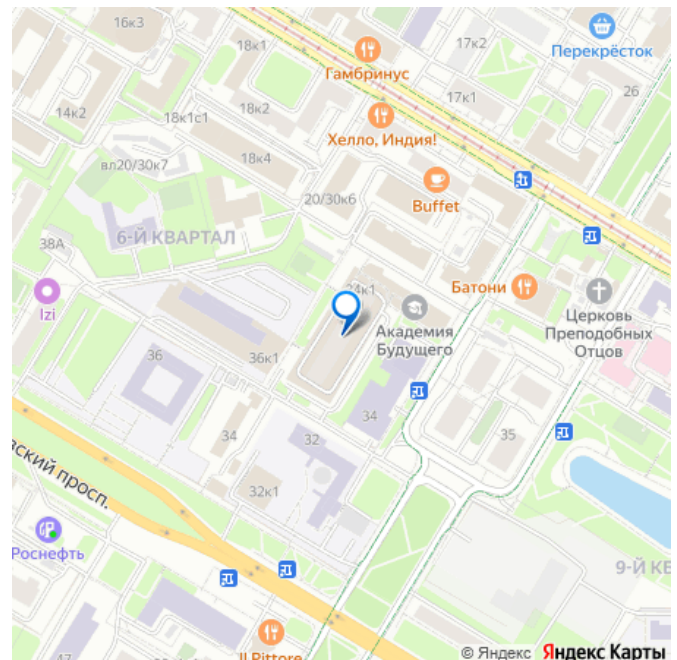 16к3
18к1
Гамбринус
17к2
Перекрёсток
26
14к2
18к1с1
18к2
17к1
Хелло, Индия!
вл20/30к7
18к4
20/30к6
Buffet
38А
6-Й КВАРТАЛ
Izi
24к1
Батони
Академия
Будущего
Церковь
Преподобных
Отцов
36
36к1
34
34
32
35
32к1
вский просп.
Роснефть
9-Й КВ
47
Il Pittore
© Яндекс Яндекс Карты